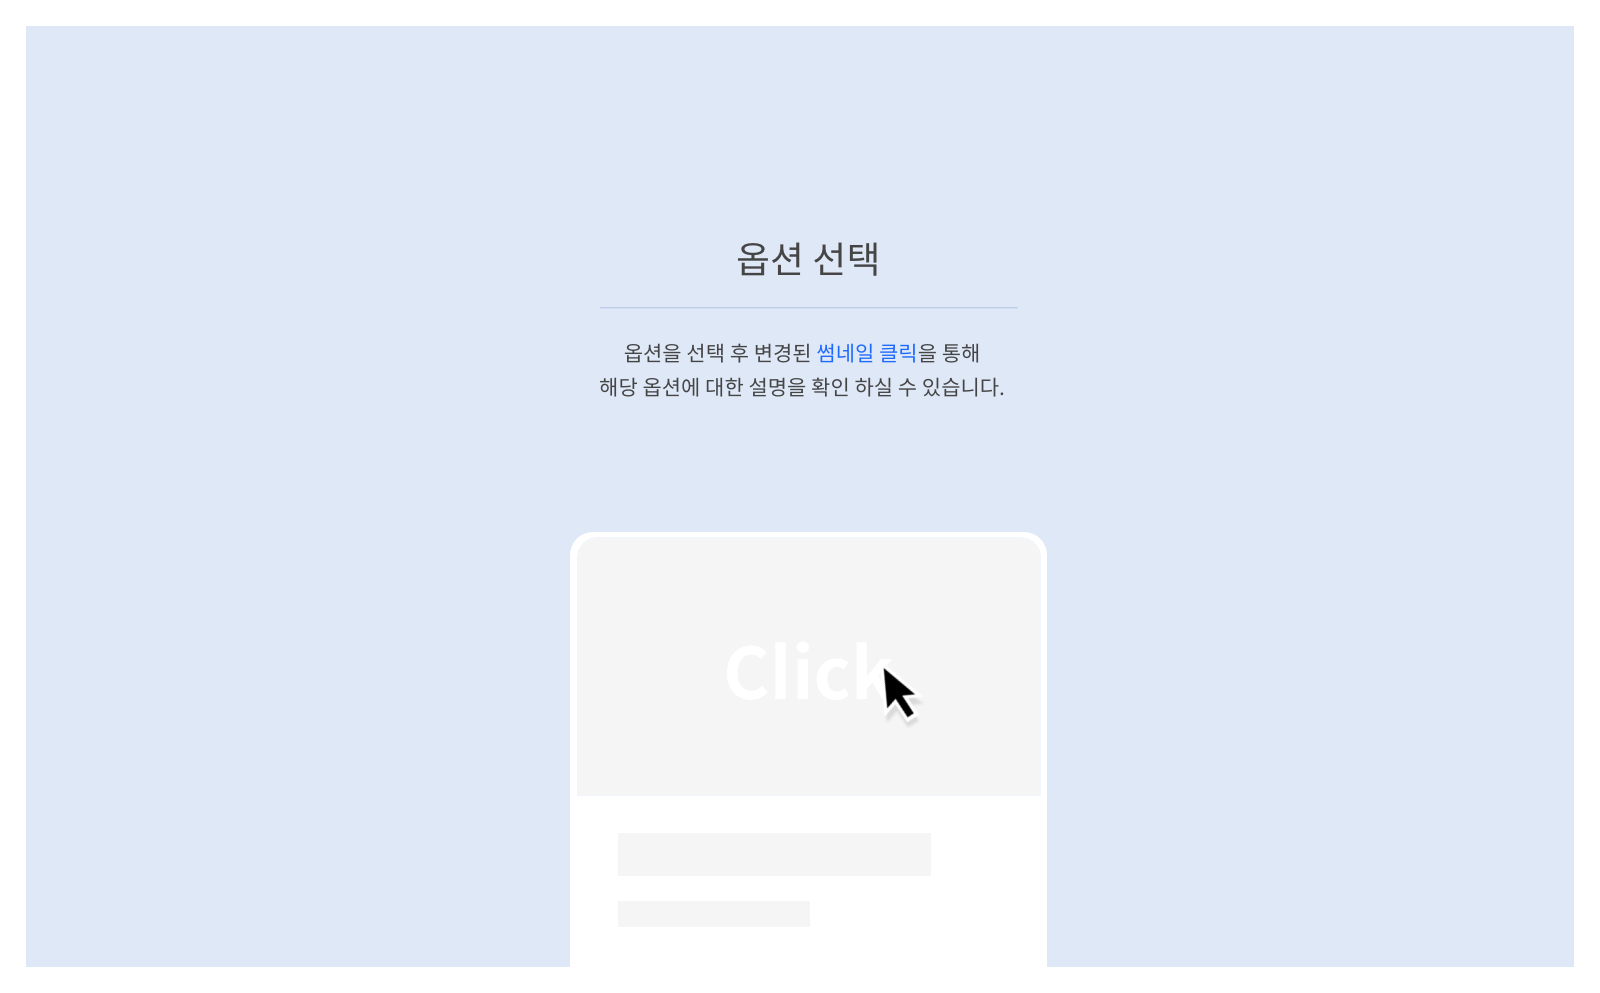 옵션 선택
옵션을 선택 후 변경된 썸네일 클릭을 통해
해당 옵션에 대한 설명을 확인 하실 수 있습니다.
Click